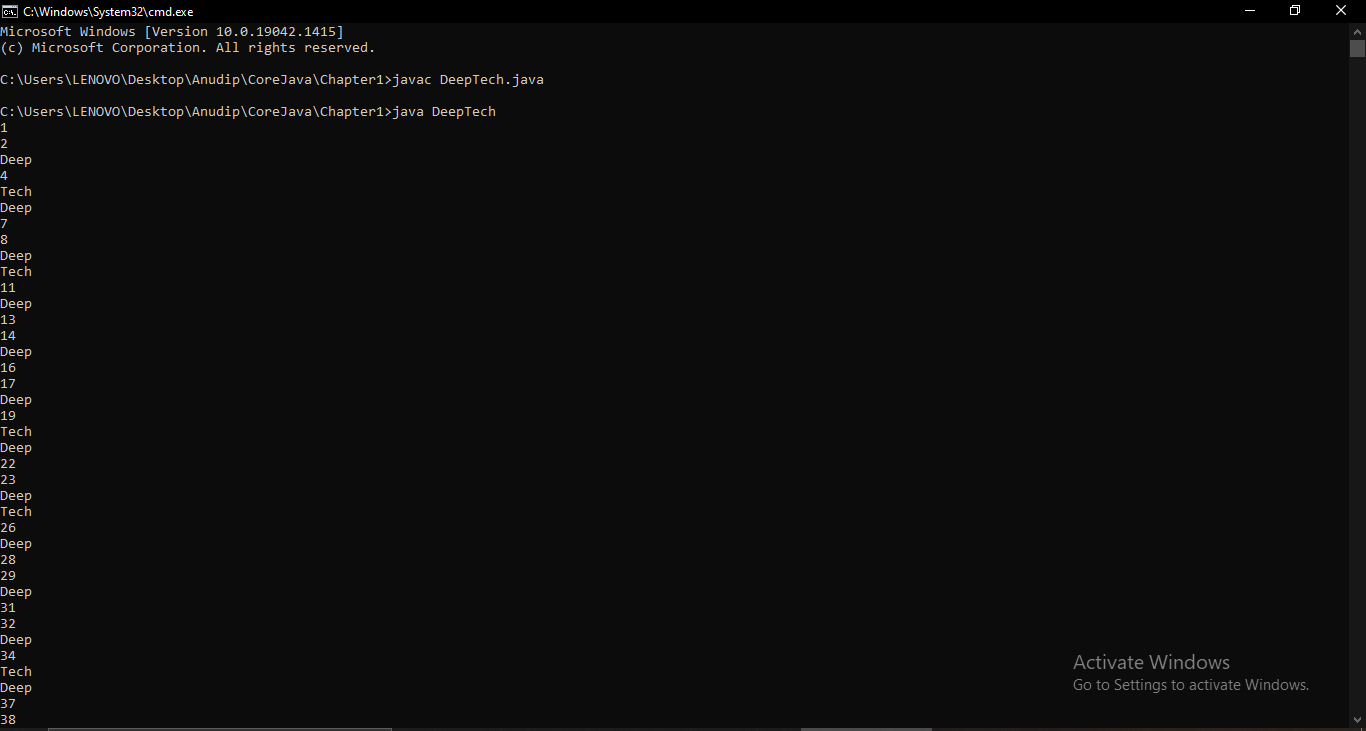 C:\Windows\System32\cmd.exe
Microsoft Windows [Version 10.0.19042.1415]
(c) Microsoft Corporation. All rights reserved.
C:\Users\LENOVO\Desktop\Anudip\CoreJava\Chapter1>javac DeepTech.java
C:\Users\LENOVO\Desktop\Anudip\CoreJava\Chapter1>java DeepTech
1
2
Deep
4
Tech
Deep
7
8
Deep
Tech
11
Deep
13
14
Deep
16
17
Deep
19
Tech
Deep
22
23
Deep
Tech
26
Deep
28
29
Deep
31
32
Deep
34
Tech
Deep
37
38
Activate Windows
Go to Settings to activate Windows.